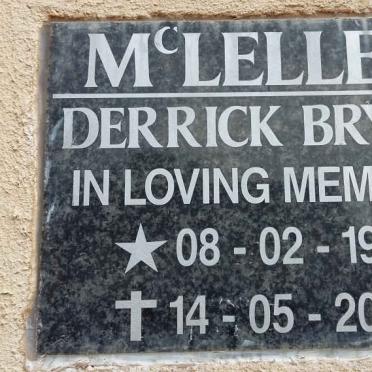 McLELLE
DERRICK BRY
IN LOVING MEM
08 - 02 - 19
14 - 05 - 20